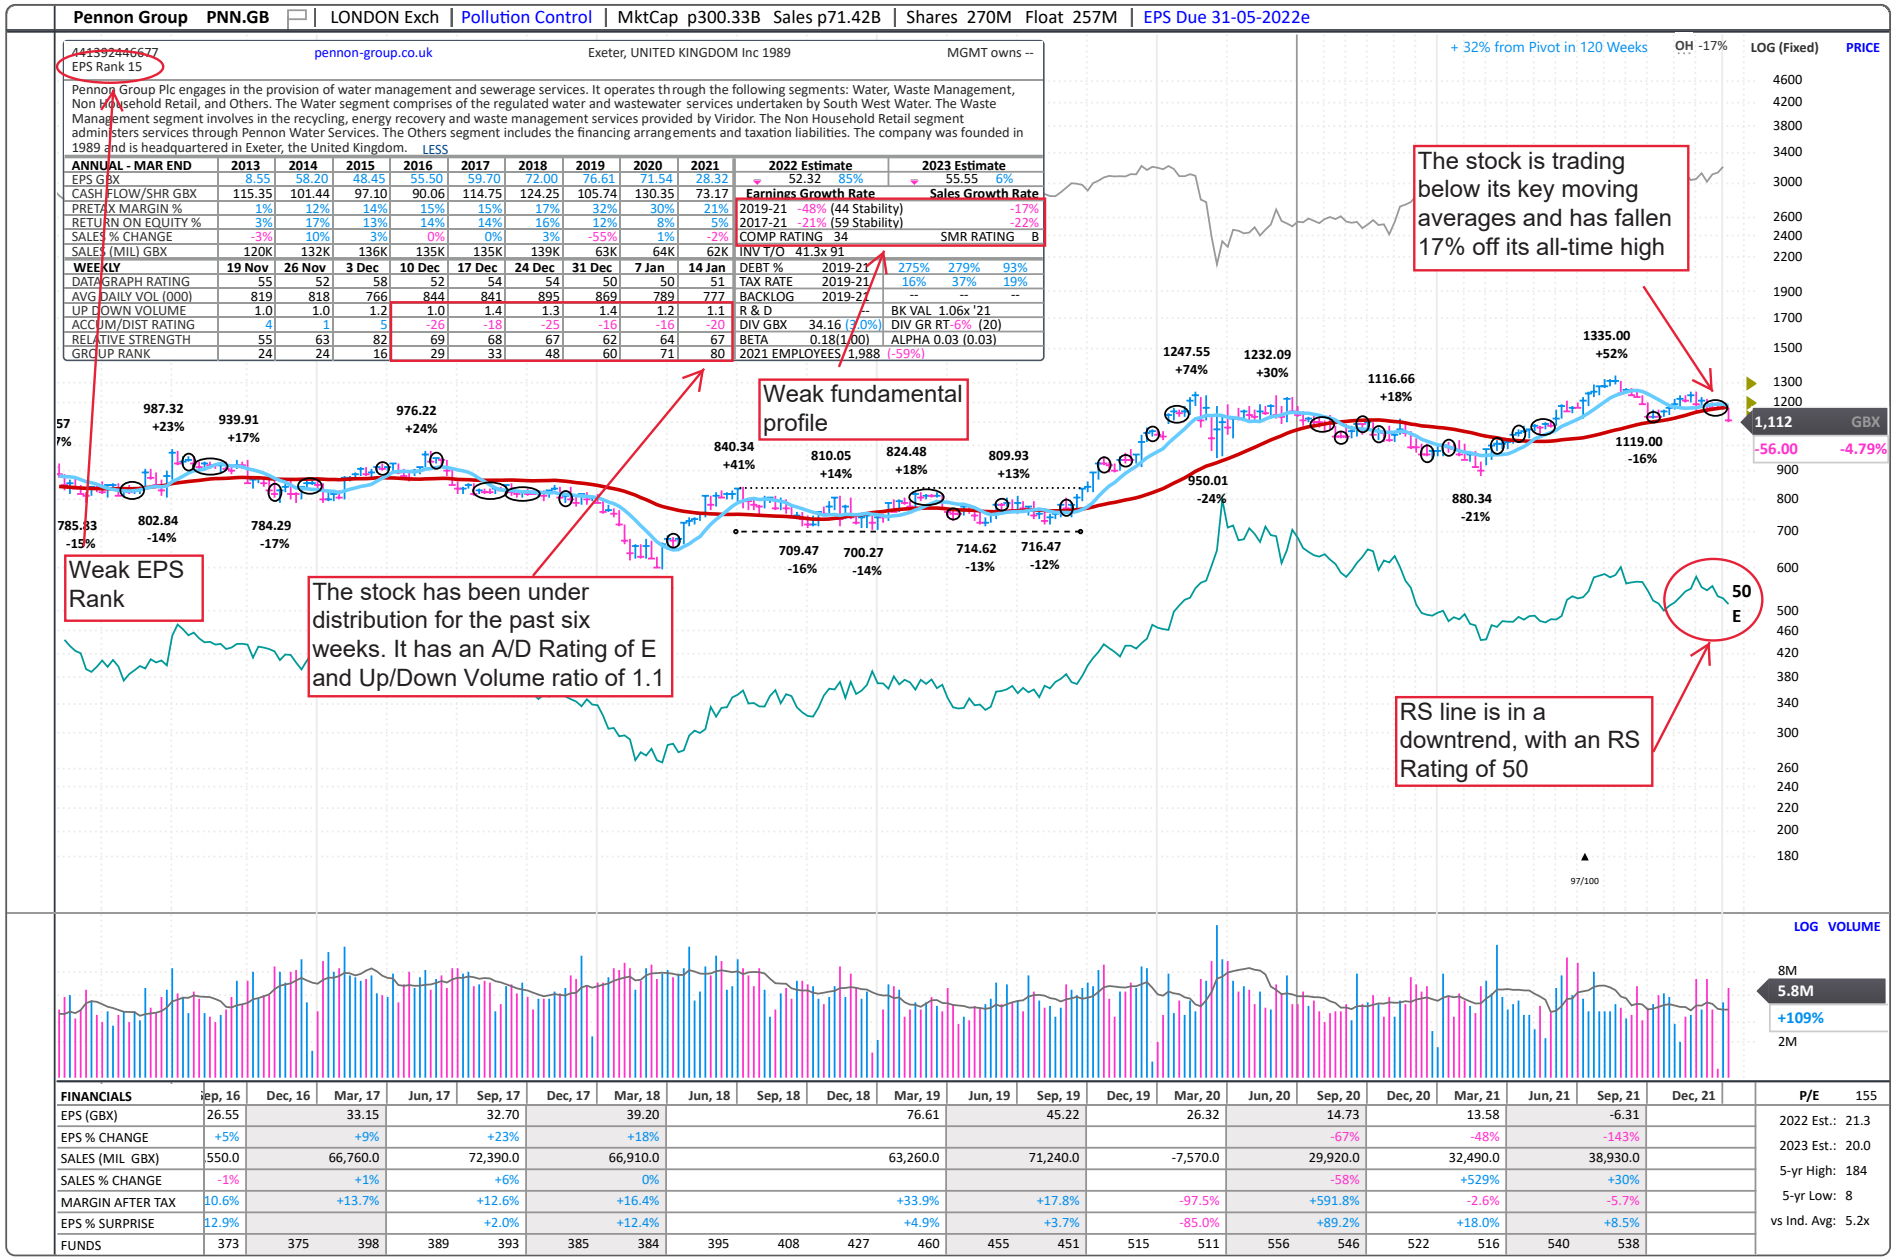 Pennon Group PNN.GB LONDON Exch Pollution Control MktCap p300.33B Sales p71.42B Shares 270M Float 257M EPS Due 31-05-2022e
441392446677 pennon-group.co.uk Exeter, UNITED KINGDOM Inc 1989 MGMT owns --
EPS Rank 15
Pennon Group Plc engages in the provision of water management and sewerage services. It operates through the following segments: Water, Waste Management,
Non Household Retail, and Others. The Water segment comprises of the regulated water and wastewater services undertaken by South West Water. The Waste
Management segment involves in the recycling, energy recovery and waste management services provided by Viridor. The Non Household Retail segment
administers services through Pennon Water Services. The Others segment includes the financing arrangements and taxation liabilities. The company was founded in
1989 and is headquartered in Exeter, the United Kingdom. LESS
ANNUAL - MAR END 2013 2014 2015 2016 2017 2018 2019 2020 2021 2022 Estimate 2023 Estimate
EPS GBX 8.55 58.20 48.45 55.50 59.70 72.00 76.61 71.54 28.32 52.32 85% 55.55 6%
CASH FLOW/SHR GBX 115.35 101.44 97.10 90.06 114.75 124.25 105.74 130.35 73.17 Earnings Growth Rate Sales Growth Rate
PRETAX MARGIN % 1% 12% 14% 15% 15% 17% 32% 30% 21% 2019-21 -48% (44 Stability) -17%
RETURN ON EQUITY % 3% 17% 13% 14% 14% 16% 12% 8% 5% 2017-21 -21% (59 Stability) -22%
SALES % CHANGE -3% 10% 3% 0% 0% 3% -55% 1% -2% COMP RATING 34 SMR RATING B
SALES (MIL) GBX 120K 132K 136K 135K 135K 139K 63K 64K 62K INV T/O 41.3x 91
WEEKLY 19 Nov 26 Nov 3 Dec 10 Dec 17 Dec 24 Dec 31 Dec 7 Jan 14 Jan DEBT % 2019-21 275% 279% 93%
DATAGRAPH RATING 55 52 58 52 54 54 50 50 51 TAX RATE 2019-21 16% 37% 19%
AVG DAILY VOL (000) 819 818 766 844 841 895 869 789 777 BACKLOG 2019-21 -- -- --
UP DOWN VOLUME 1.0 1.0 1.2 1.0 1.4 1.3 1.4 1.2 1.1 R & D -- BK VAL 1.06x '21
ACCUM/DIST RATING 4 1 5 -26 -18 -25 -16 -16 -20 DIV GBX 34.16 (3.0%) DIV GR RT -6% (20)
RELATIVE STRENGTH 55 63 82 69 68 67 62 64 67 BETA 0.18(1.00) ALPHA 0.03 (0.03)
GROUP RANK 24 24 16 29 33 48 60 71 80 2021 EMPLOYEES 1,988 (-59%)
+ 32% from Pivot in 120 Weeks OH -17% LOG (Fixed) PRICE
4600
4200
3800
3400
3000
2600
2400
2200
1900
1700
1500
1300
1200
1,112 GBX
-56.00 -4.79%
900
800
700
600
500
460
420
380
340
300
260
240
220
200
180
The stock is trading
below its key moving
averages and has fallen
17% off its all-time high
Weak fundamental
profile
Weak EPS
Rank
The stock has been under
distribution for the past six
weeks. It has an A/D Rating of E
and Up/Down Volume ratio of 1.1
RS line is in a
downtrend, with an RS
Rating of 50
50
E
57
7%
785.83
-15%
987.32
+23%
802.84
-14%
939.91
+17%
784.29
-17%
976.22
+24%
840.34
+41%
709.47
-16%
810.05
+14%
700.27
-14%
824.48
+18%
714.62
-13%
809.93
+13%
716.47
-12%
1247.55
+74%
950.01
-24%
1232.09
+30%
1116.66
+18%
880.34
-21%
1335.00
+52%
1119.00
-16%
97/100
LOG VOLUME
8M
5.8M
+109%
2M
FINANCIALS Sep, 16 Dec, 16 Mar, 17 Jun, 17 Sep, 17 Dec, 17 Mar, 18 Jun, 18 Sep, 18 Dec, 18 Mar, 19 Jun, 19 Sep, 19 Dec, 19 Mar, 20 Jun, 20 Sep, 20 Dec, 20 Mar, 21 Jun, 21 Sep, 21 Dec, 21 P/E 155
EPS (GBX) 26.55 33.15 32.70 39.20 76.61 45.22 26.32 14.73 13.58 -6.31 2022 Est.: 21.3
EPS % CHANGE +5% +9% +23% +18% -67% -48% -143% 2023 Est.: 20.0
SALES (MIL GBX) 550.0 66,760.0 72,390.0 66,910.0 63,260.0 71,240.0 -7,570.0 29,920.0 32,490.0 38,930.0
SALES % CHANGE -1% +1% +6% 0% -58% +529% +30% 5-yr High: 184
MARGIN AFTER TAX 10.6% +13.7% +12.6% +16.4% +33.9% +17.8% -97.5% +591.8% -2.6% -5.7% 5-yr Low: 8
EPS % SURPRISE 12.9% +2.0% +12.4% +4.9% +3.7% -85.0% +89.2% +18.0% +8.5% vs Ind. Avg: 5.2x
FUNDS 373 375 398 389 393 385 384 395 408 427 460 455 451 515 511 556 546 522 516 540 538